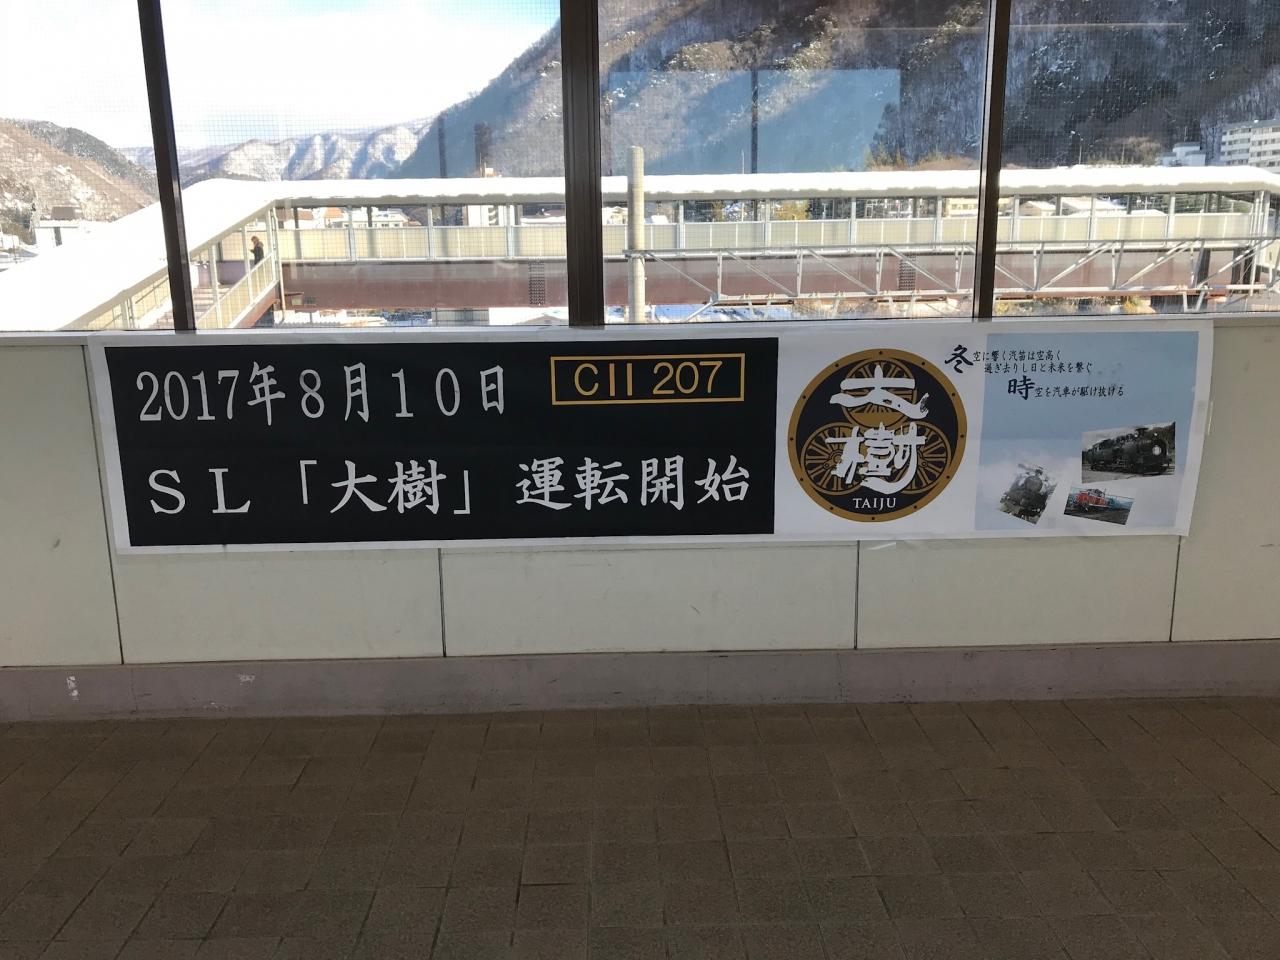 2017年８月１０日
C11 207
ＳＬ「大樹」運転開始
大樹
TAIJU
冬空に響く汽笛は空高く
過ぎ去りし日と未来を繋ぐ
時空を汽車が駆け抜ける